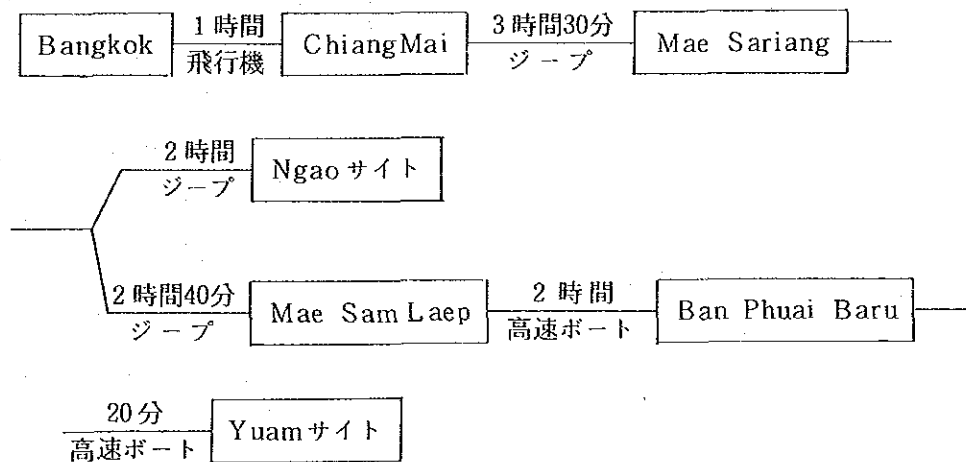 Bangkok 1時間 飛行機 ChiangMai 3時間30分 ジープ Mae Sariang
2時間 ジープ Ngaoサイト
2時間40分 ジープ Mae Sam Laep 2時間 高速ボート Ban Phuai Baru
20分 高速ボート Yuamサイト